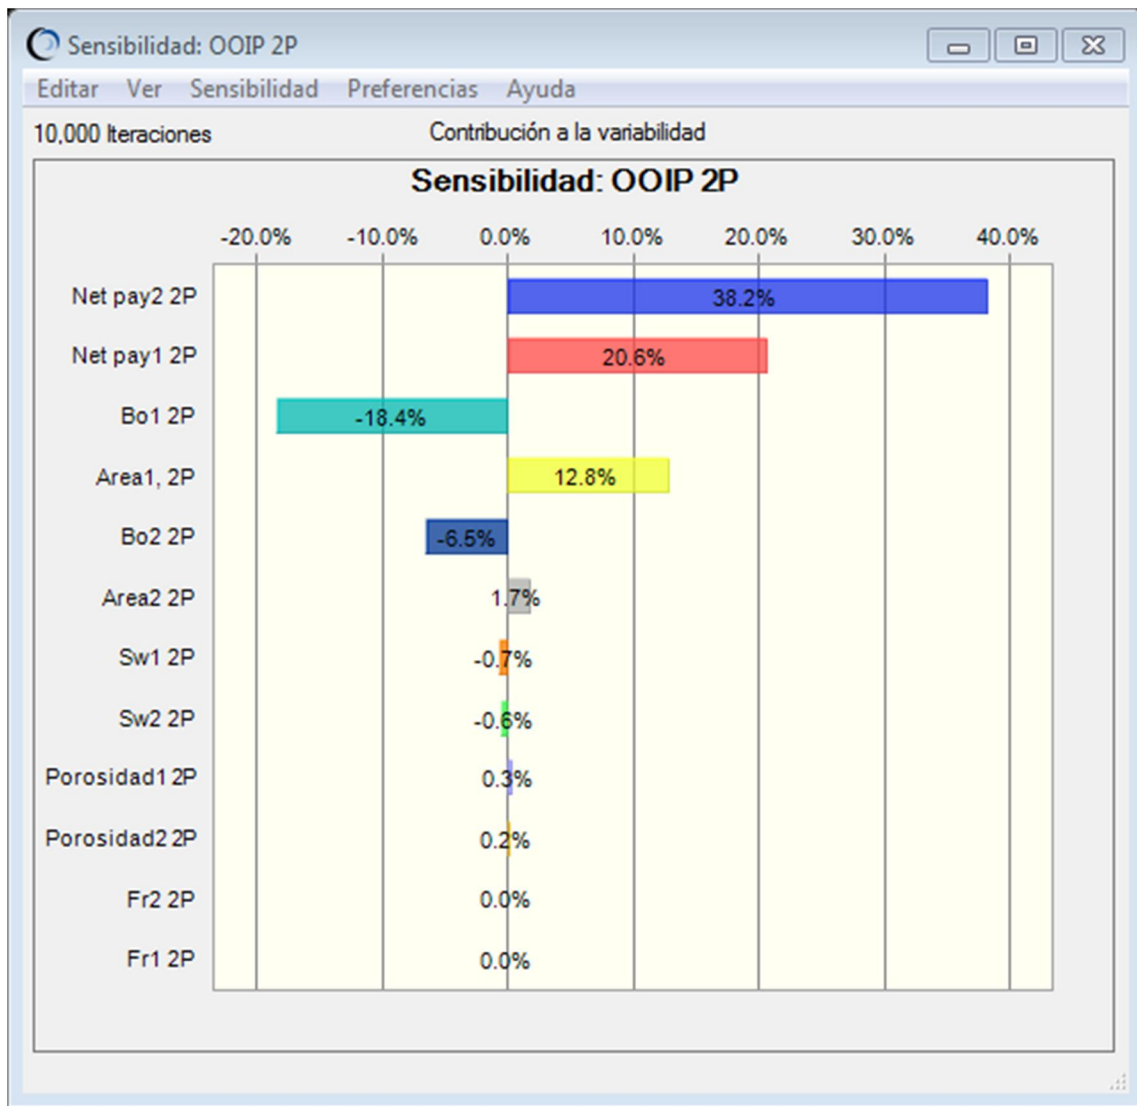 Sensibilidad: OOIP 2P
Editar Ver Sensibilidad Preferencias Ayuda
10,000 Iteraciones Contribución a la variabilidad
Sensibilidad: OOIP 2P
-20.0% -10.0% 0.0% 10.0% 20.0% 30.0% 40.0%
Net pay2 2P 38.2%
Net pay1 2P 20.6%
Bo1 2P -18.4%
Area1, 2P 12.8%
Bo2 2P -6.5%
Area2 2P 1.7%
Sw1 2P -0.7%
Sw2 2P -0.6%
Porosidad1 2P 0.3%
Porosidad2 2P 0.2%
Fr2 2P 0.0%
Fr1 2P 0.0%